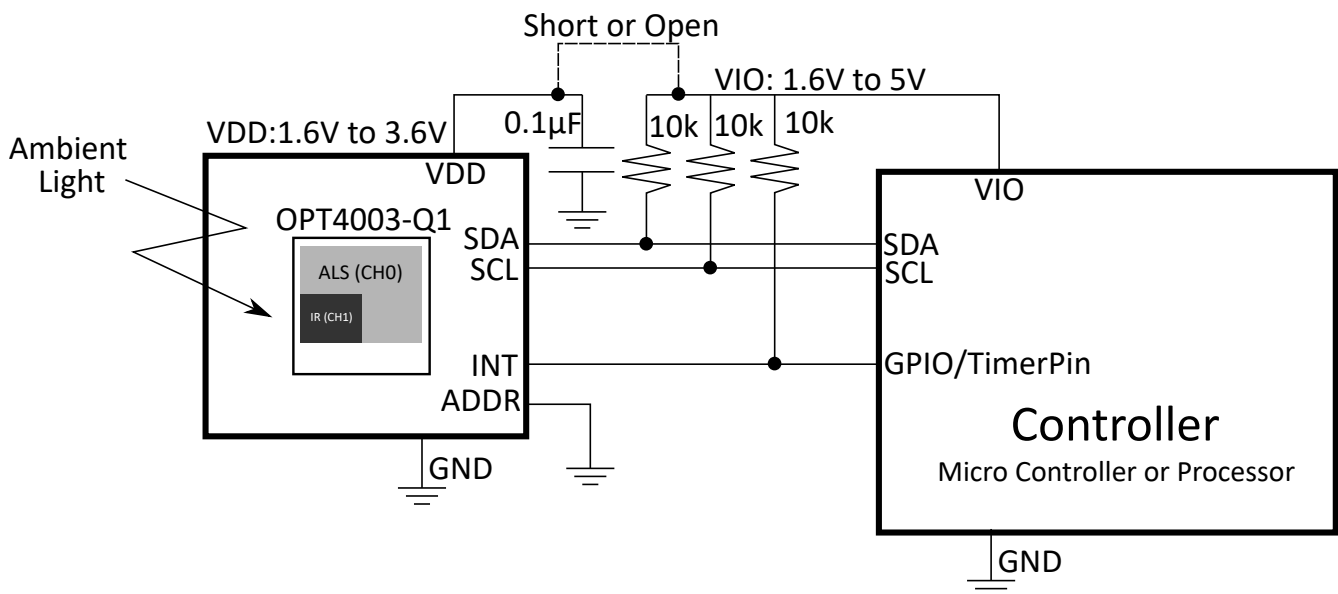 Short or Open
VIO: 1.6V to 5V
0.1µF
10k
10k
10k
VDD:1.6V to 3.6V
Ambient
Light
VDD
VIO
OPT4003-Q1
SDA
SCL
ALS (CH0)
IR (CH1)
SDA
SCL
INT
ADDR
GPIO/TimerPin
Controller
Micro Controller or Processor
GND
GND